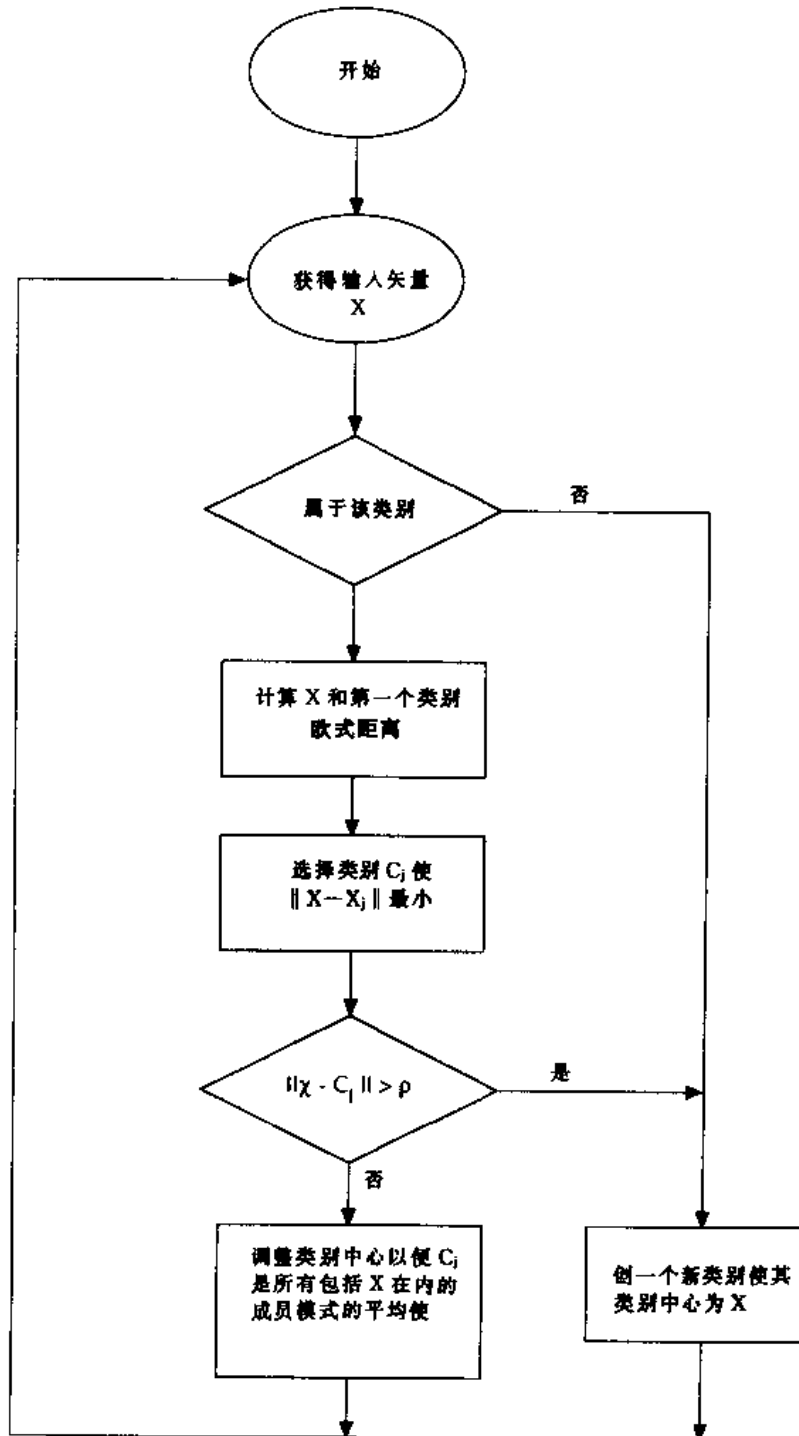 开始
获得输入矢量
X
属于该类别
否
计算 X 和第一个类别
欧式距离
选择类别 Cj 使
‖X－Xj‖最小
||χ - Cj || > ρ
是
否
调整类别中心以便 Cj
是所有包括 X 在内的
成员模式的平均使
创一个新类别使其
类别中心为 X